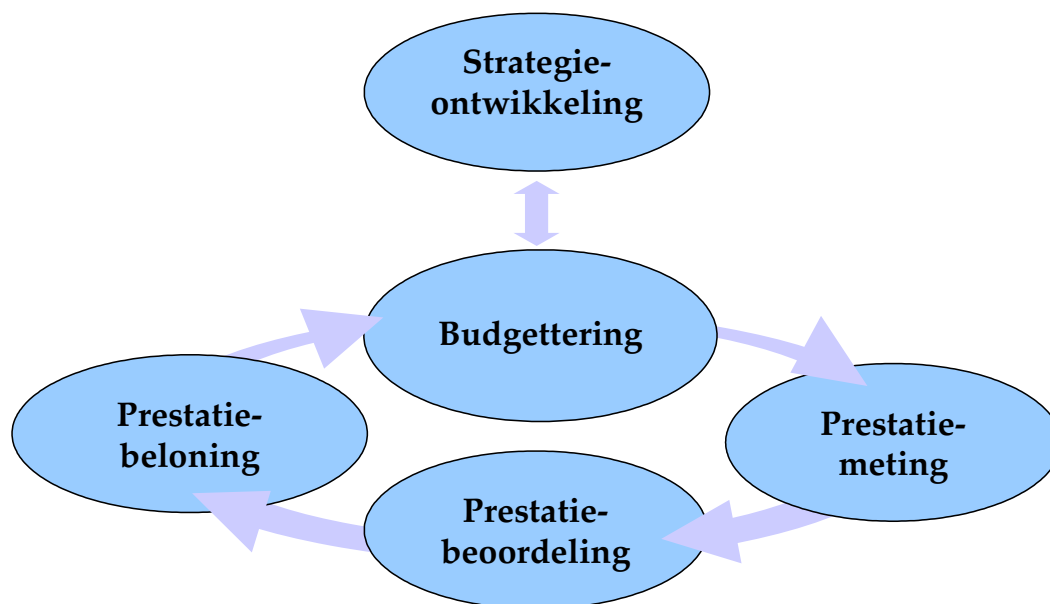 Strategie-
ontwikkeling
Budgettering
Prestatie-
beloning
Prestatie-
meting
Prestatie-
beoordeling